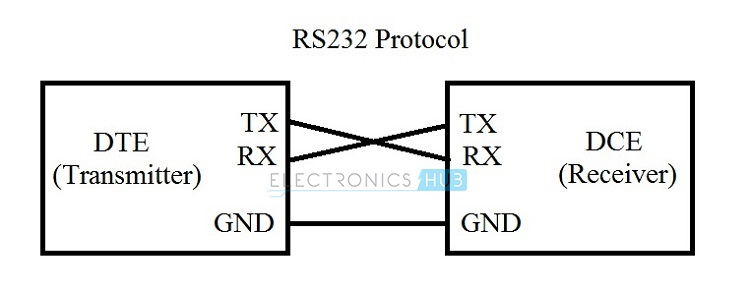 RS232 Protocol
DTE
(Transmitter)
TX
RX
GND
TX
RX
GND
DCE
(Receiver)
ELECTRONICS HUB